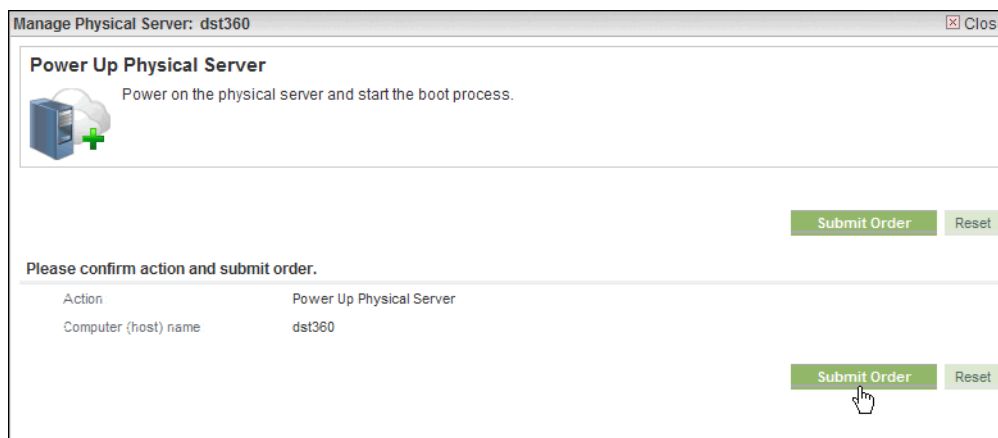 Manage Physical Server: dst360 Clos
Power Up Physical Server
Power on the physical server and start the boot process.
Submit Order Reset
Please confirm action and submit order.
Action Power Up Physical Server
Computer (host) name dst360
Submit Order Reset